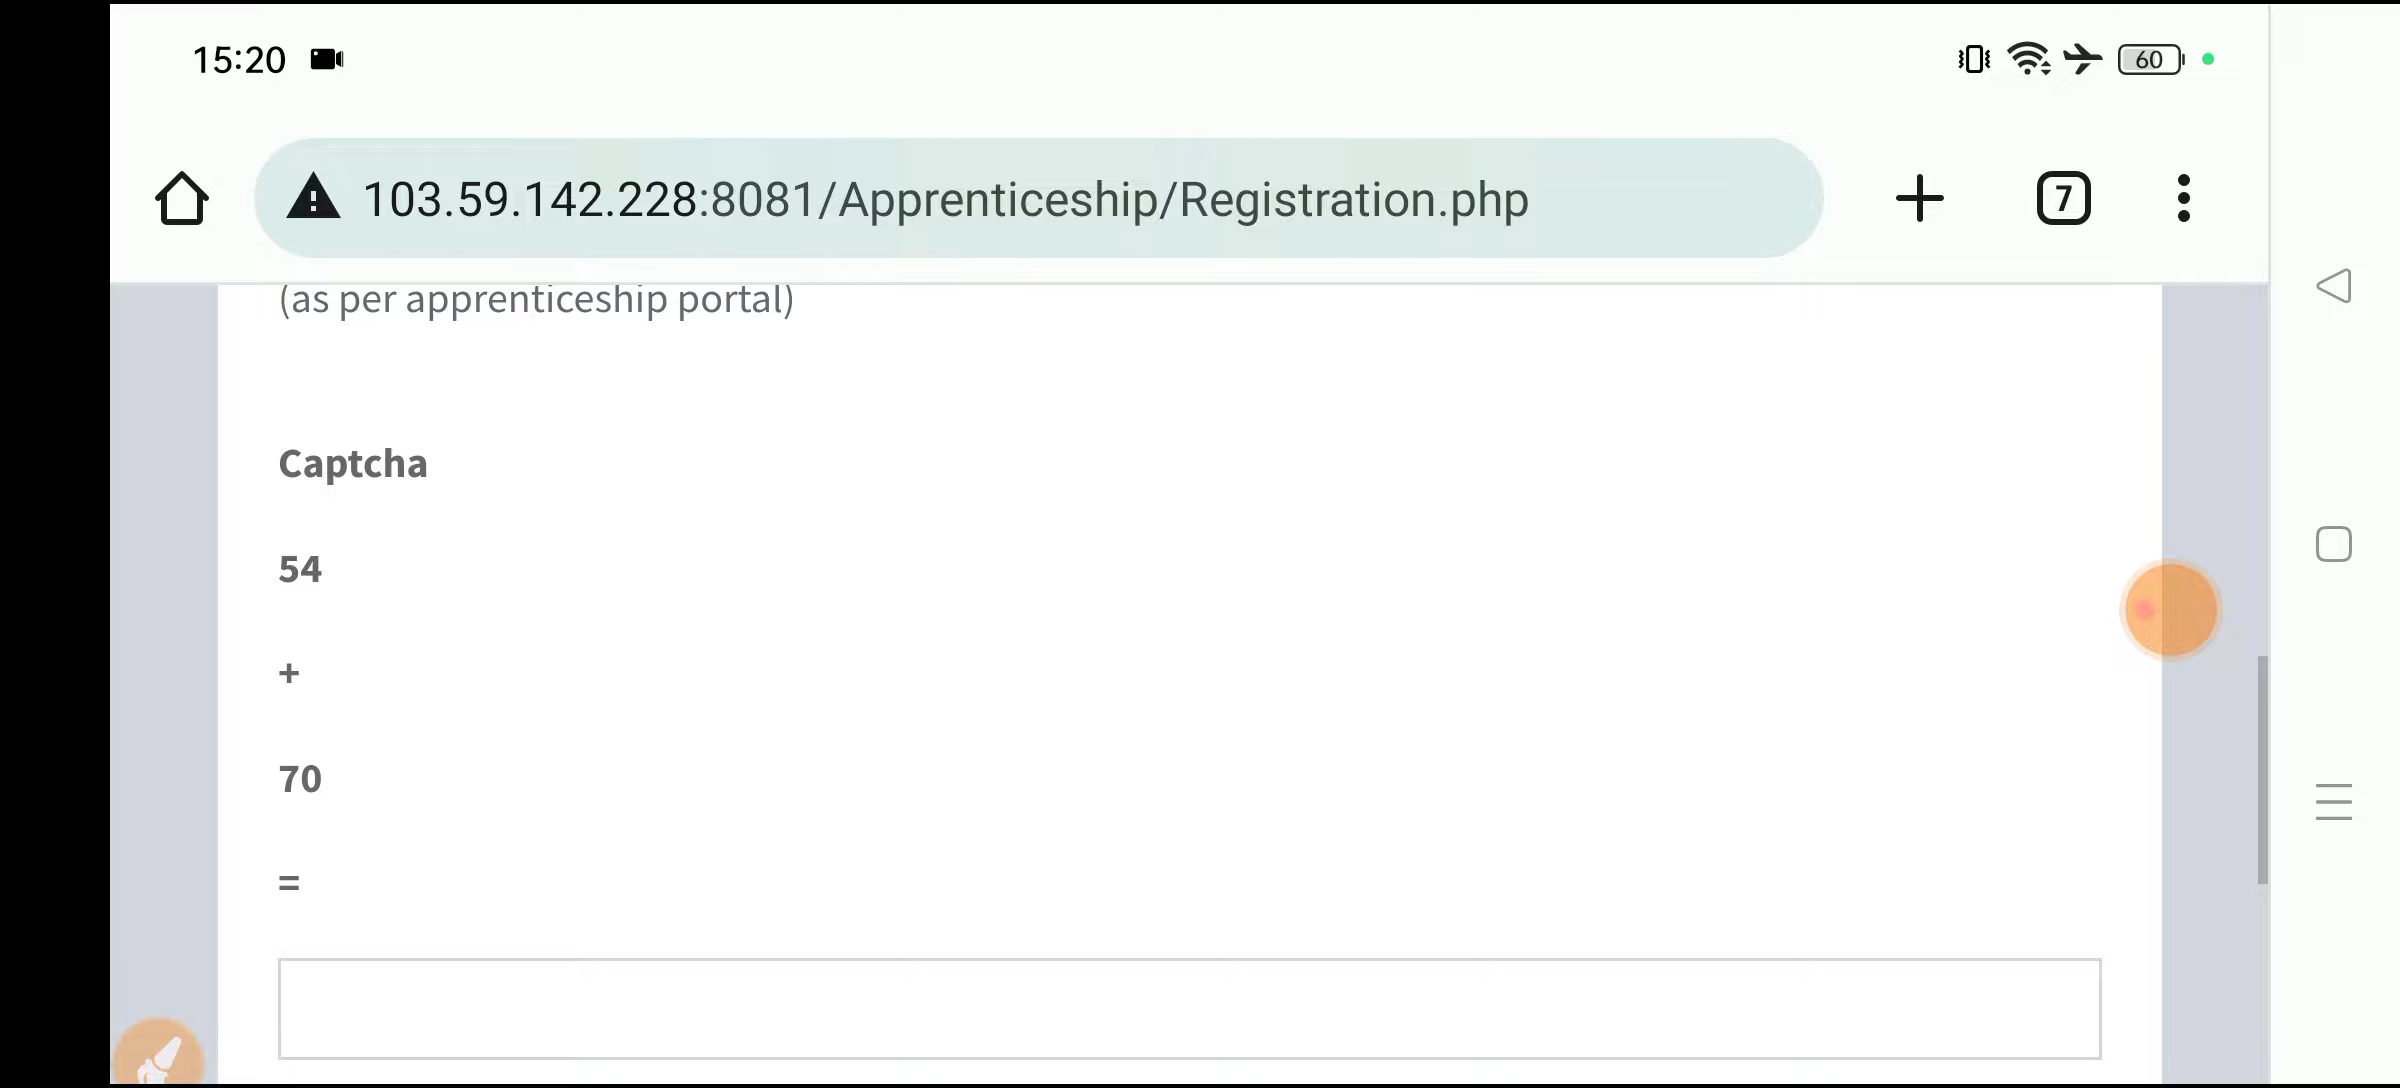 15:20
60
103.59.142.228:8081/Apprenticeship/Registration.php
7
(as per apprenticeship portal)
Captcha
54
+
70
=